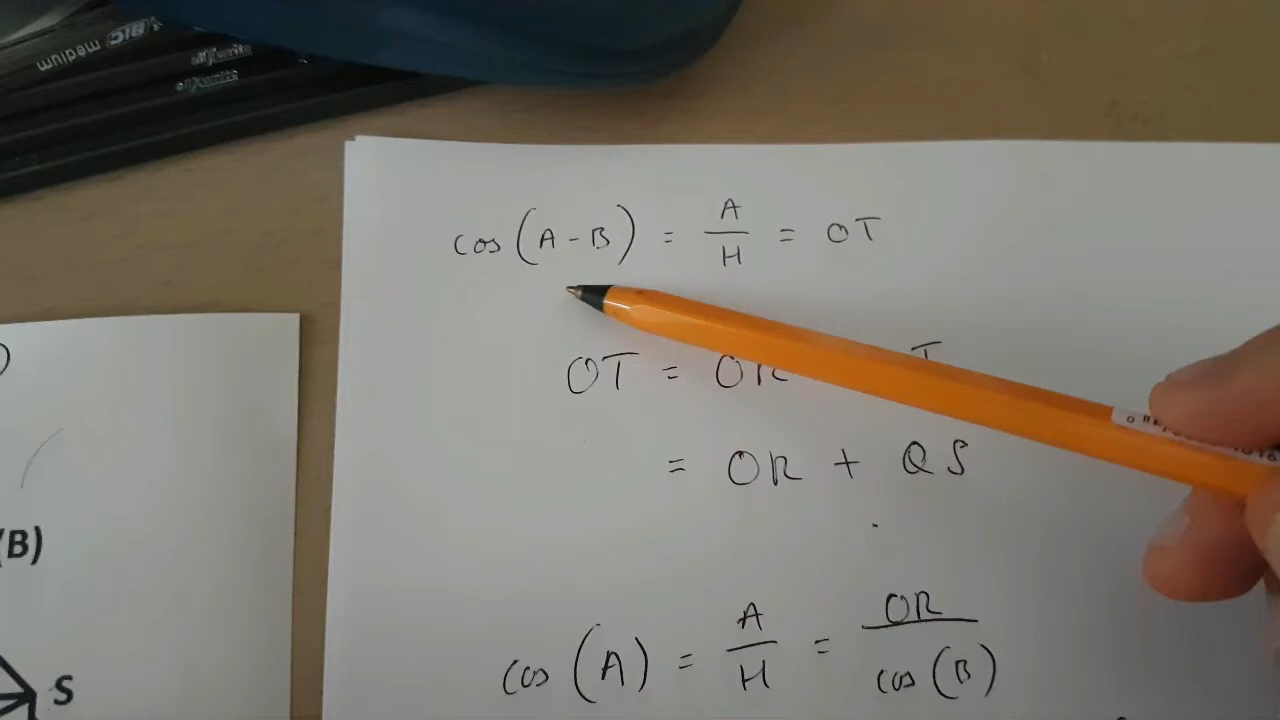 BIC medium
cos(A-B) = A/H = OT
OT = OR T
= OR + QS
(B)
cos(A) = A/H = OR/cos(B)
S